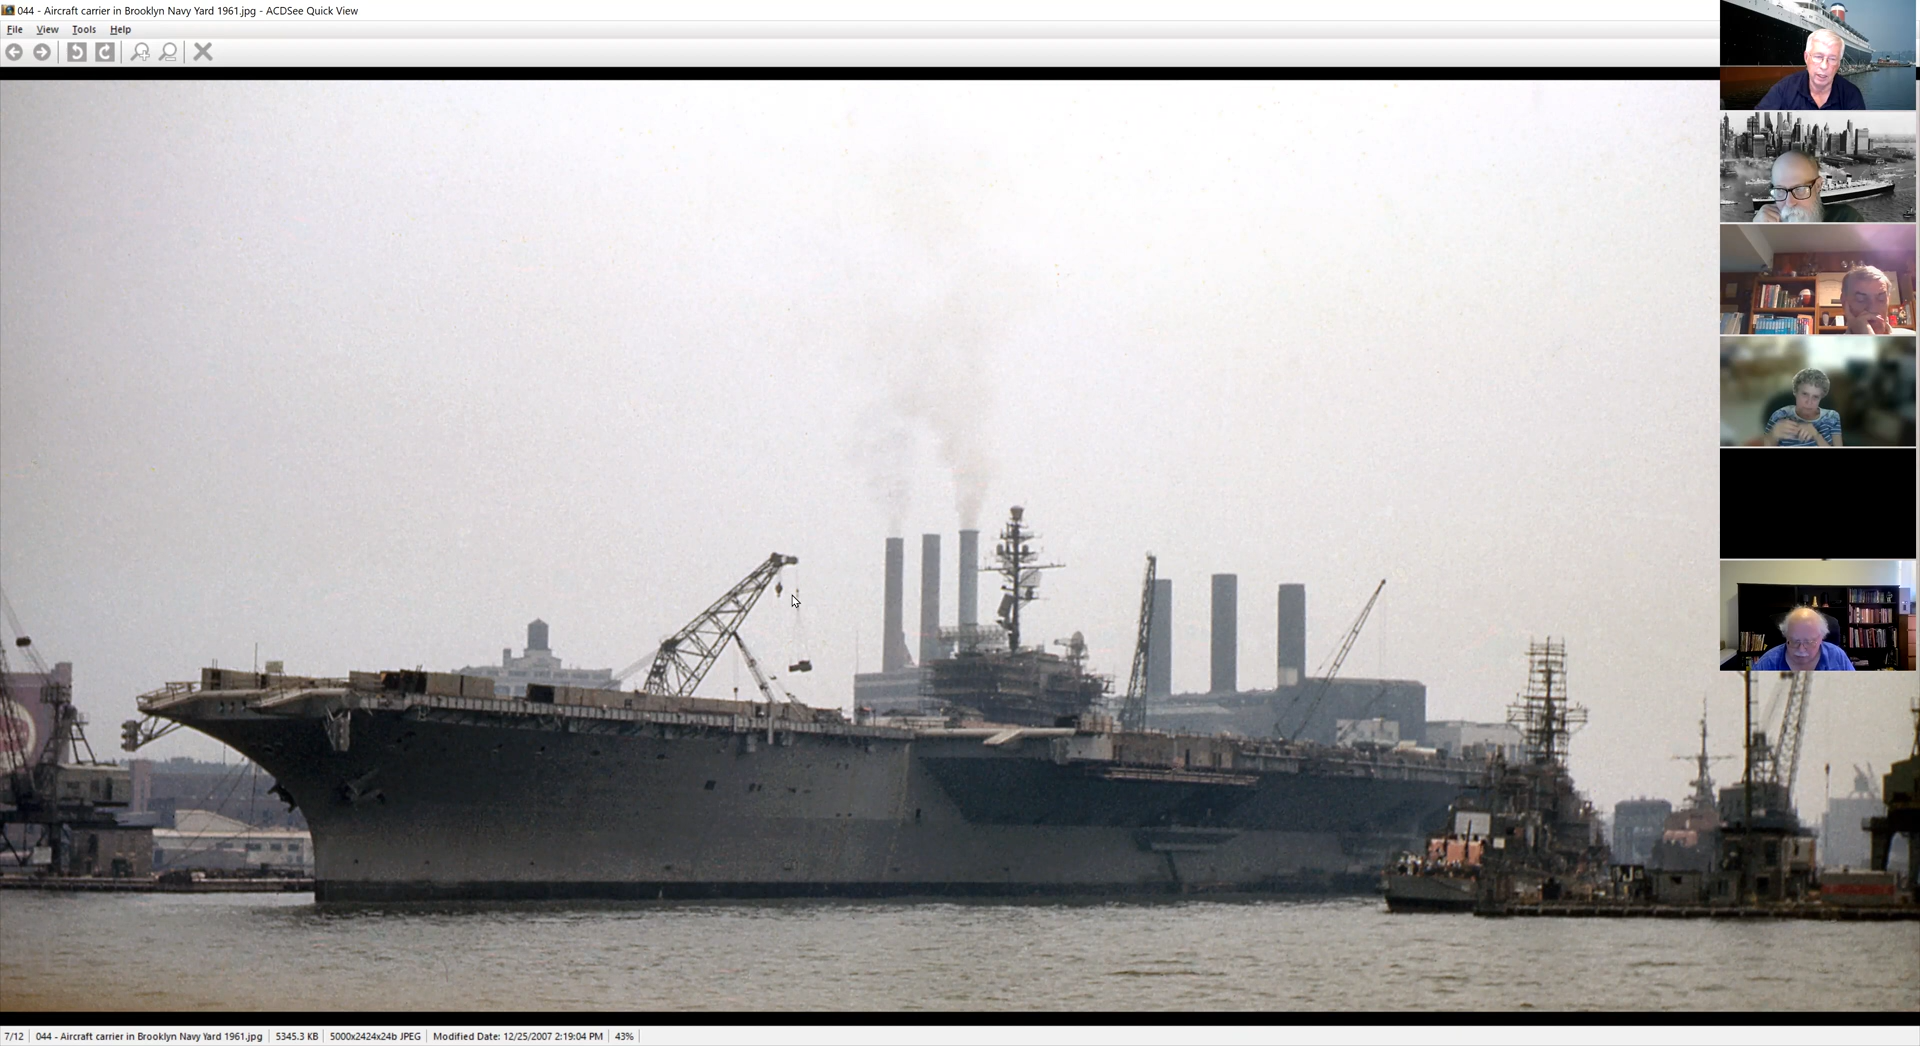 044 - Aircraft carrier in Brooklyn Navy Yard 1961.jpg - ACDSee Quick View
File View Tools Help
7/12 044 - Aircraft carrier in Brooklyn Navy Yard 1961.jpg 5345.3 KB 5000x2424x24b JPEG Modified Date: 12/25/2007 2:19:04 PM 43%